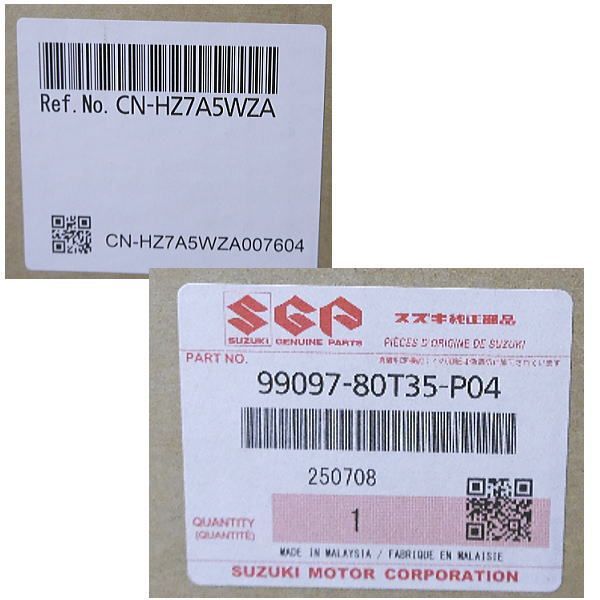 Ref.No. CN-HZ7A5WZA
CN-HZ7A5WZA007604
SGP
SUZUKI GENUINE PARTS
スズキ純正部品
PIÈCES D'ORIGINE DE SUZUKI
PART NO.
99097-80T35-P04
250708
QUANTITY
(QUANTITÉ)
1
MADE IN MALAYSIA / FABRIQUE EN MALAISIE
SUZUKI MOTOR CORPORATION